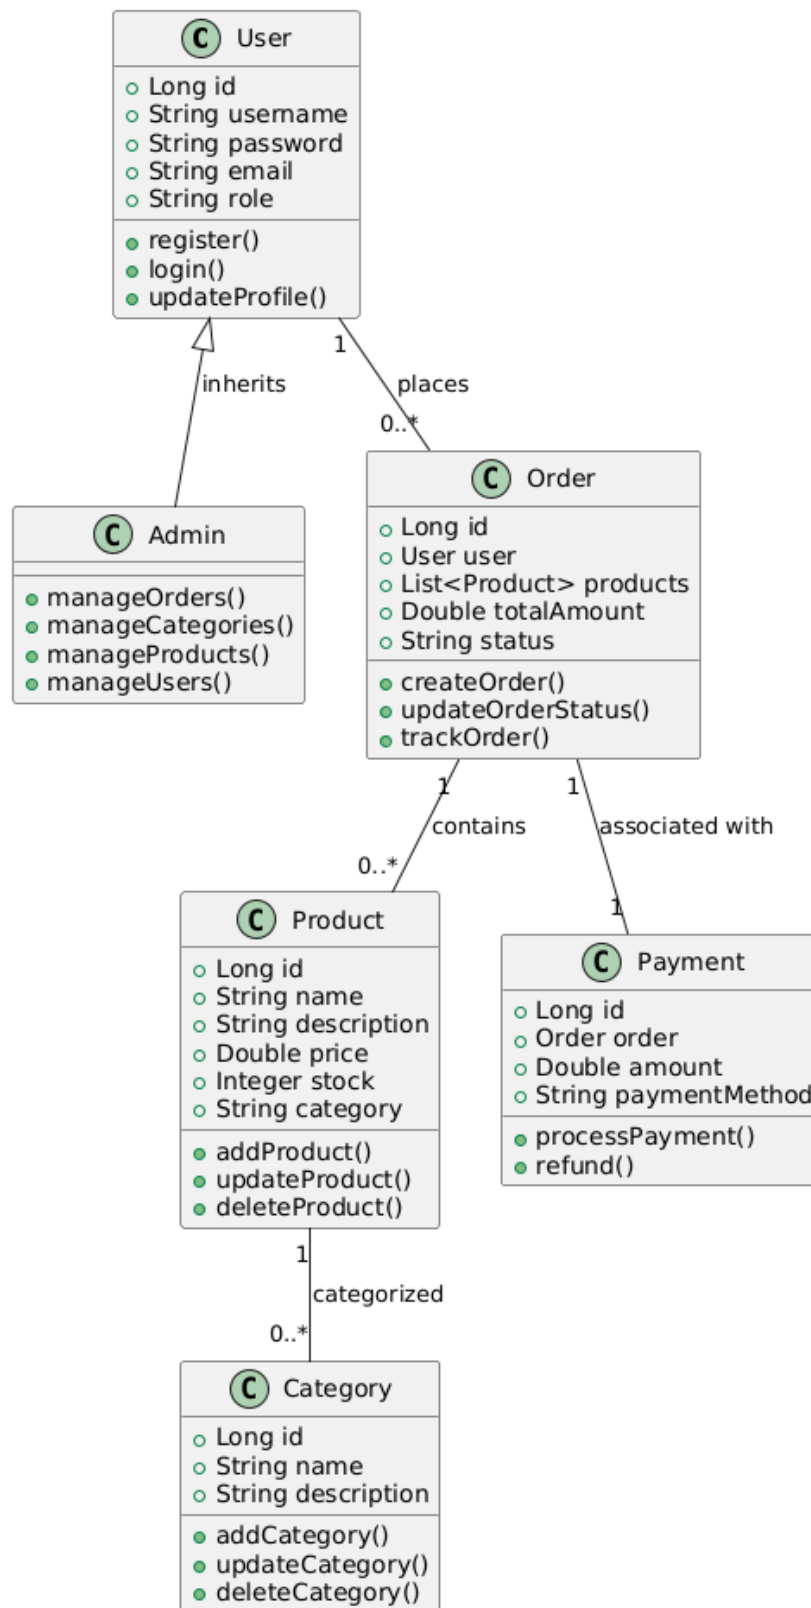 C User
Long id
String username
String password
String email
String role
register()
login()
updateProfile()
1
inherits
places
0..*
C Admin
manageOrders()
manageCategories()
manageProducts()
manageUsers()
C Order
Long id
User user
List<Product> products
Double totalAmount
String status
createOrder()
updateOrderStatus()
trackOrder()
1
1
contains
associated with
0..*
1
C Product
Long id
String name
String description
Double price
Integer stock
String category
addProduct()
updateProduct()
deleteProduct()
C Payment
Long id
Order order
Double amount
String paymentMethod
processPayment()
refund()
1
categorized
0..*
C Category
Long id
String name
String description
addCategory()
updateCategory()
deleteCategory()